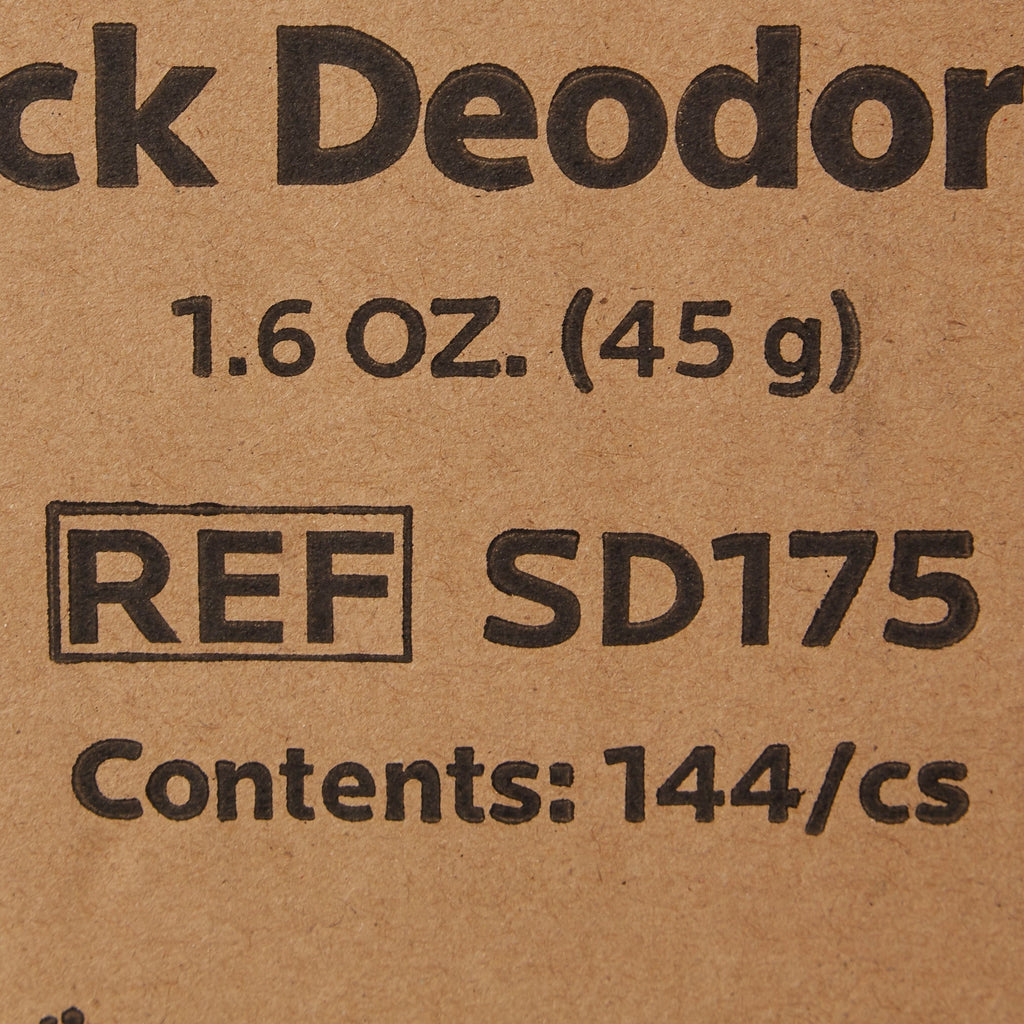 ck Deodor
1.6 OZ. (45 g)
REF SD175
Contents: 144/cs